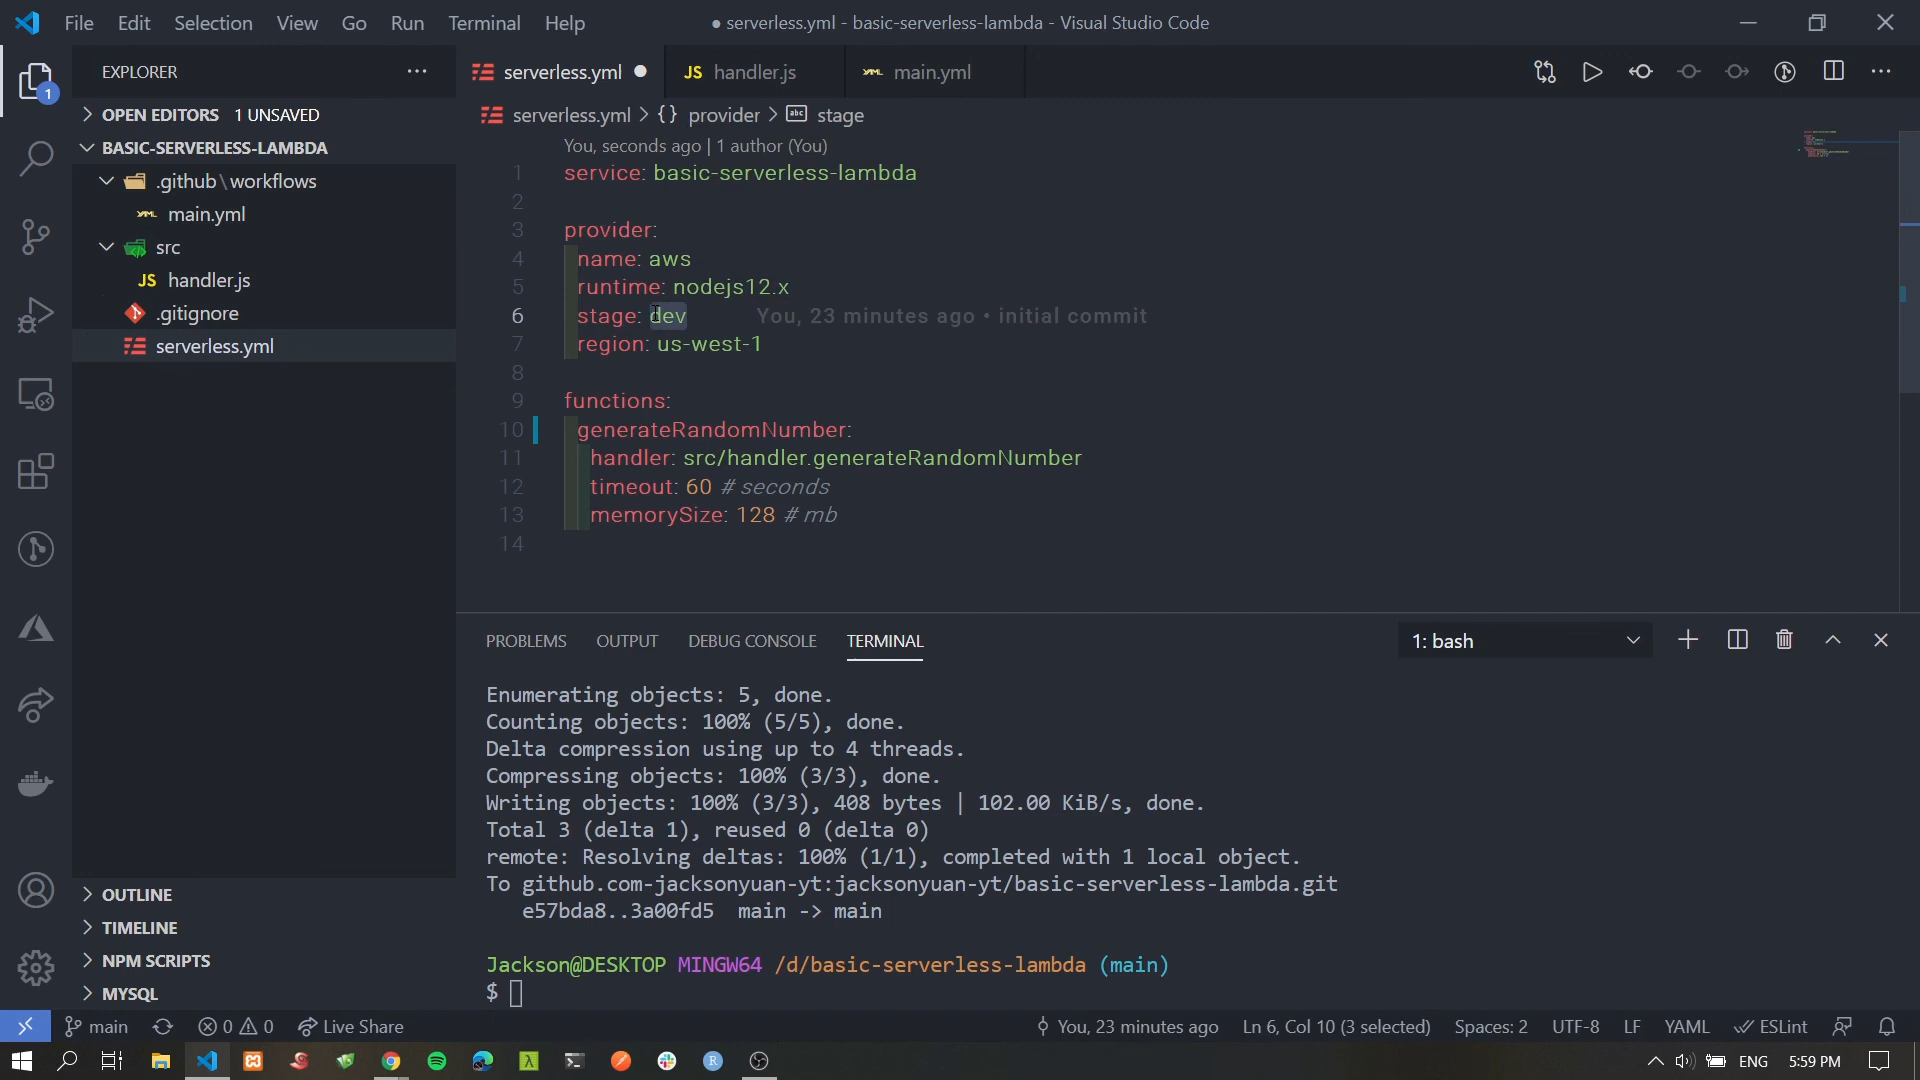 File Edit Selection View Go Run Terminal Help
● serverless.yml - basic-serverless-lambda - Visual Studio Code
EXPLORER
serverless.yml
JS handler.js
YAML main.yml
1
OPEN EDITORS 1 UNSAVED
serverless.yml > {} provider > abc stage
BASIC-SERVERLESS-LAMBDA
.github\workflows
YAML main.yml
src
JS handler.js
.gitignore
serverless.yml
You, seconds ago | 1 author (You)
1 service: basic-serverless-lambda
2
3 provider:
4 name: aws
5 runtime: nodejs12.x
6 stage: dev You, 23 minutes ago • initial commit
7 region: us-west-1
8
9 functions:
10 generateRandomNumber:
11 handler: src/handler.generateRandomNumber
12 timeout: 60 # seconds
13 memorySize: 128 # mb
14
PROBLEMS OUTPUT DEBUG CONSOLE TERMINAL
1: bash
Enumerating objects: 5, done.
Counting objects: 100% (5/5), done.
Delta compression using up to 4 threads.
Compressing objects: 100% (3/3), done.
Writing objects: 100% (3/3), 408 bytes | 102.00 KiB/s, done.
Total 3 (delta 1), reused 0 (delta 0)
remote: Resolving deltas: 100% (1/1), completed with 1 local object.
To github.com-jacksonyuan-yt:jacksonyuan-yt/basic-serverless-lambda.git
e57bda8..3a00fd5 main -> main
Jackson@DESKTOP MINGW64 /d/basic-serverless-lambda (main)
$
OUTLINE
TIMELINE
NPM SCRIPTS
MYSQL
main
0 0
Live Share
You, 23 minutes ago
Ln 6, Col 10 (3 selected)
Spaces: 2
UTF-8
LF
YAML
ESLint
R
ENG
5:59 PM